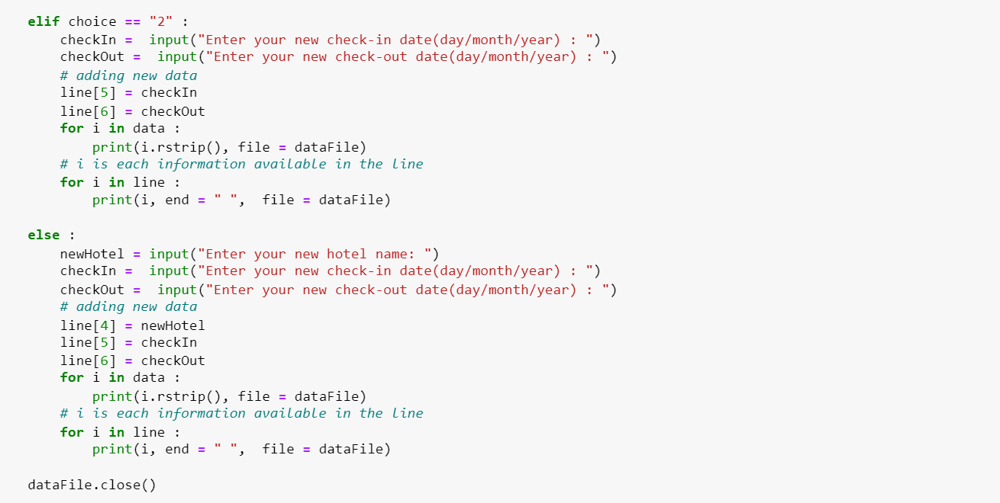 elif choice == "2" :
    checkIn =  input("Enter your new check-in date(day/month/year) : ")
    checkOut =  input("Enter your new check-out date(day/month/year) : ")
    # adding new data
    line[5] = checkIn
    line[6] = checkOut
    for i in data :
        print(i.rstrip(), file = dataFile)
    # i is each information available in the line
    for i in line :
        print(i, end = " ",  file = dataFile)

else :
    newHotel = input("Enter your new hotel name: ")
    checkIn =  input("Enter your new check-in date(day/month/year) : ")
    checkOut =  input("Enter your new check-out date(day/month/year) : ")
    # adding new data
    line[4] = newHotel
    line[5] = checkIn
    line[6] = checkOut
    for i in data :
        print(i.rstrip(), file = dataFile)
    # i is each information available in the line
    for i in line :
        print(i, end = " ",  file = dataFile)

dataFile.close()